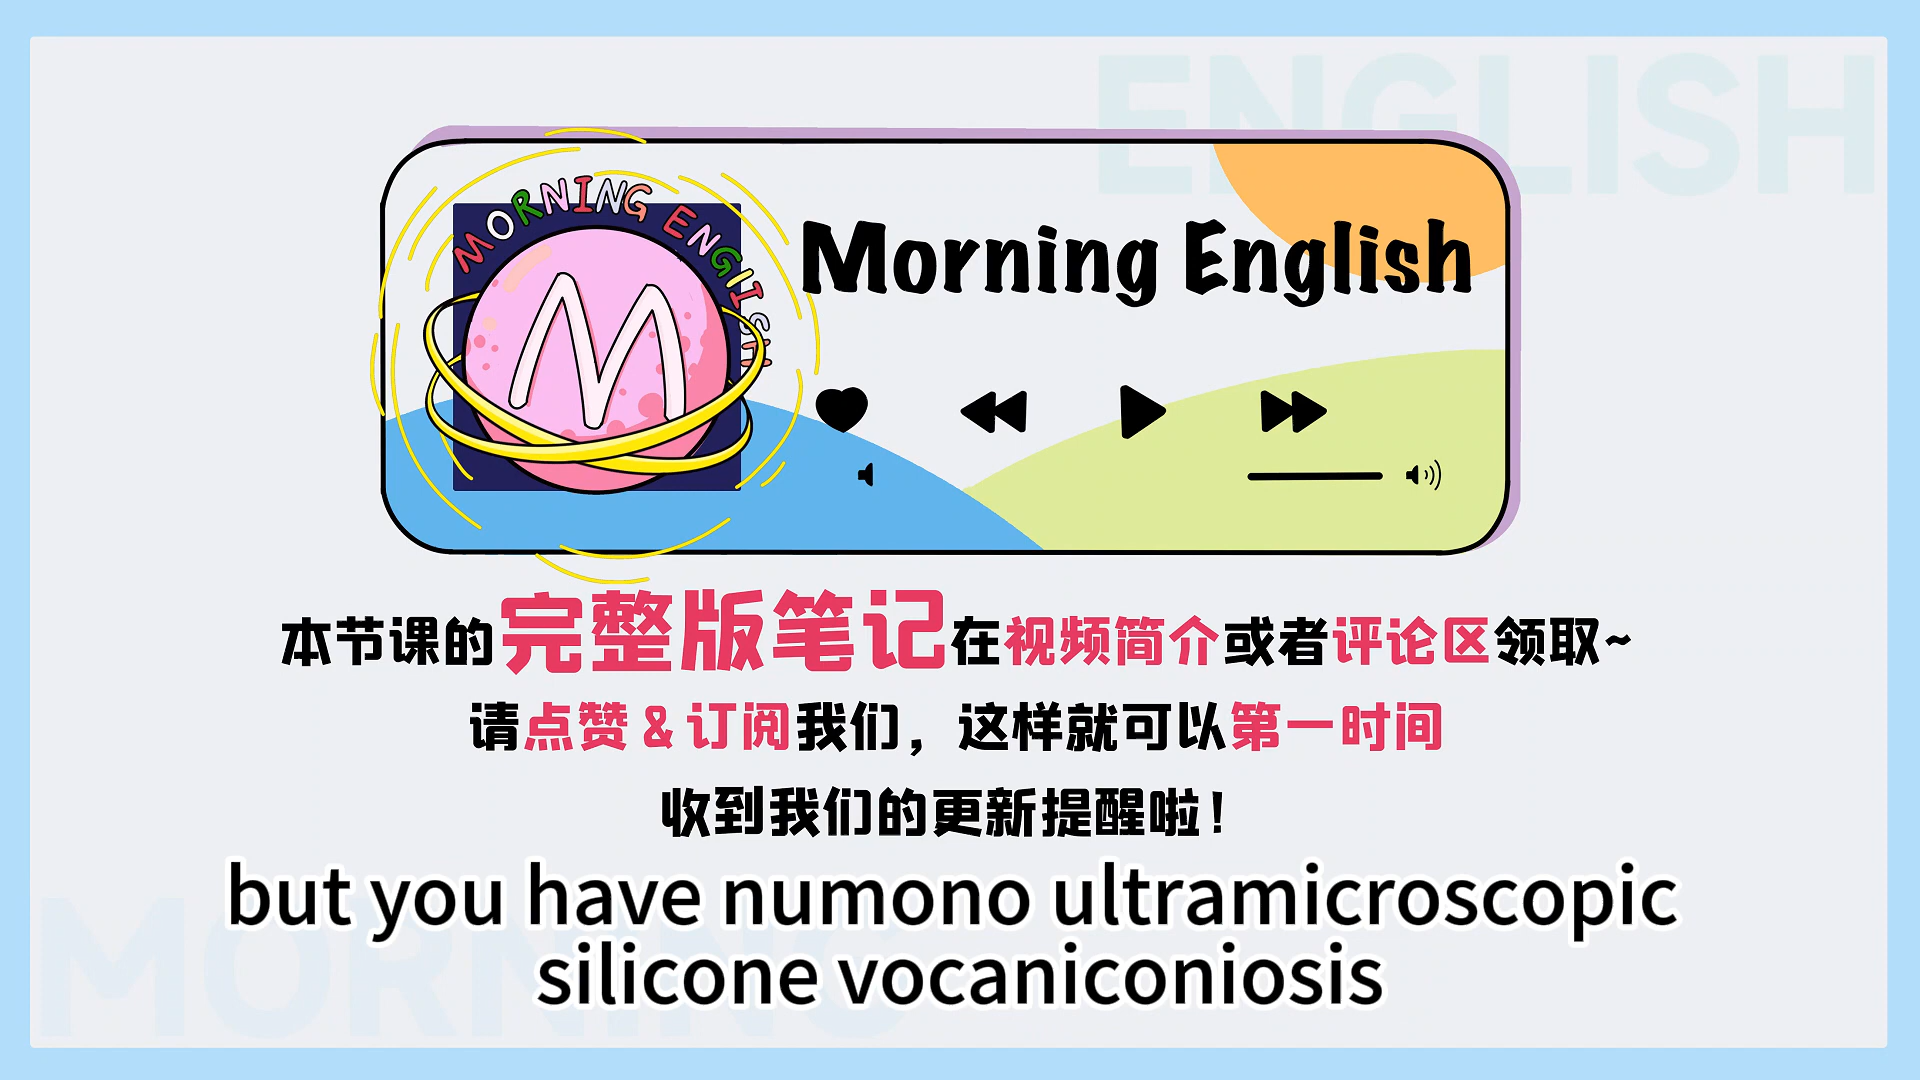 ENGLISH
MORNING ENGLISH
M
Morning English
本节课的完整版笔记在视频简介或者评论区领取~
请点赞&订阅我们，这样就可以第一时间
收到我们的更新提醒啦！
but you have numono ultramicroscopic
silicone vocaniconiosis
MORNING